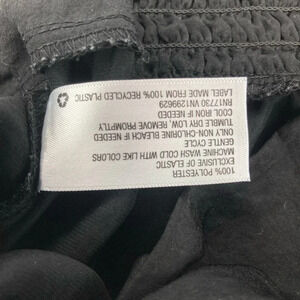 100% POLYESTER
EXCLUSIVE OF ELASTIC
MACHINE WASH COLD WITH LIKE COLORS
GENTLE CYCLE
ONLY NON-CHLORINE BLEACH IF NEEDED
TUMBLE DRY LOW, REMOVE PROMPTLY
COOL IRON IF NEEDED
RN17730 VN1299629
LABEL MADE FROM 100% RECYCLED PLASTIC